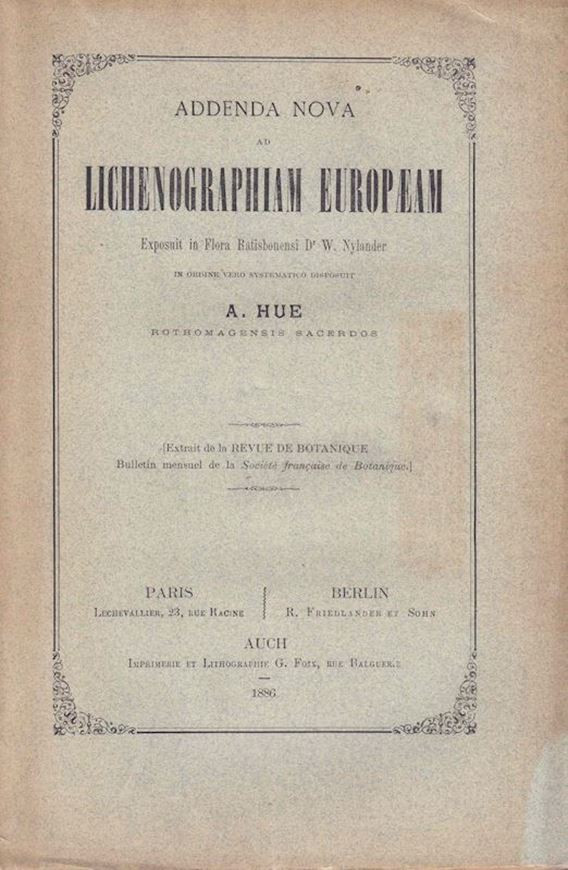 ADDENDA NOVA
AD
LICHENOGRAPHIAM EUROPÆAM
Exposuit in Flora Ratisbonensi Dr W. Nylander
IN ORDINE VERO SYSTEMATICO DISPOSUIT
A. HUE
ROTHOMAGENSIS SACERDOS
[Extrait de la REVUE DE BOTANIQUE
Bulletin mensuel de la Société française de Botanique.]
PARIS
LECHEVALLIER, 23, RUE RACINE
BERLIN
R. FRIEDLANDER ET SOHN
AUCH
IMPRIMERIE ET LITHOGRAPHIE G. FOIX, RUE
1886